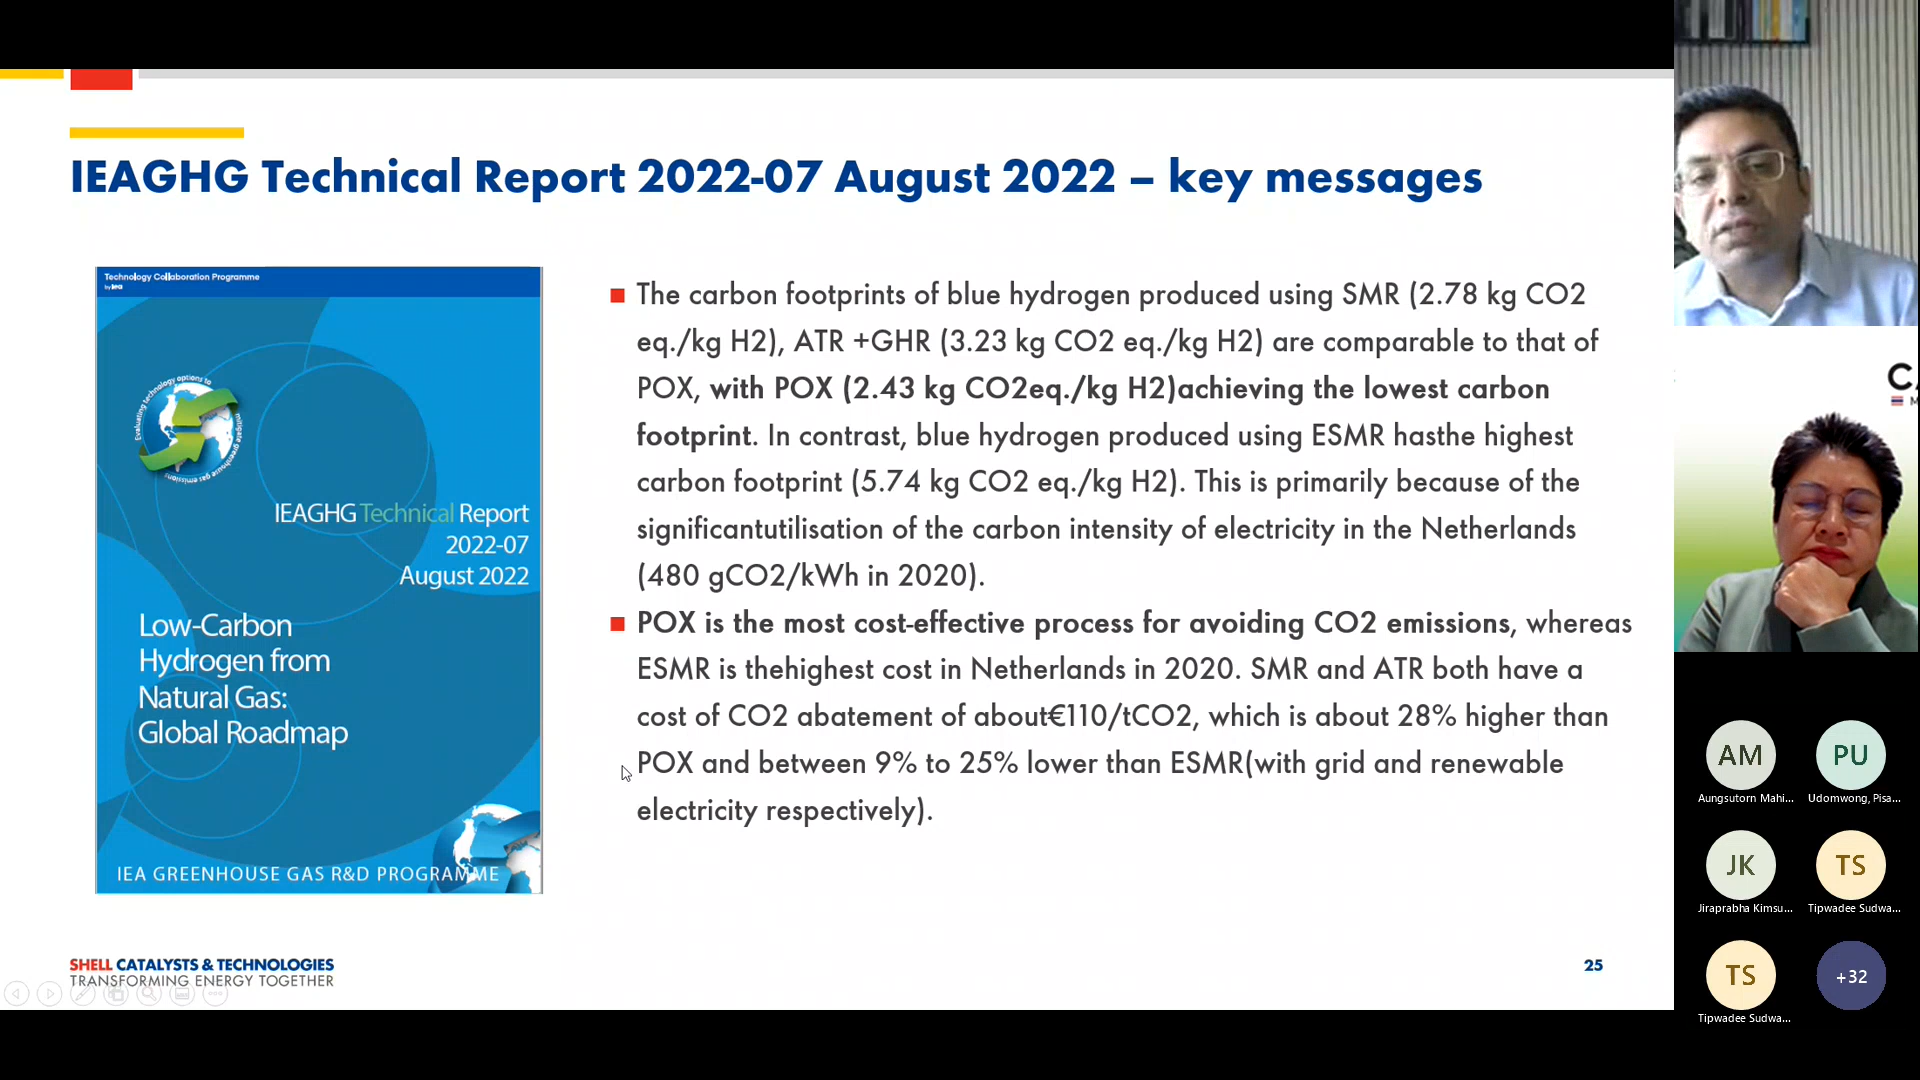 IEAGHG Technical Report 2022-07 August 2022 – key messages
Technology Collaboration Programme
by iea
Evaluating technology options to
mitigate greenhouse gas emissions
IEAGHG Technical Report
2022-07
August 2022
Low-Carbon
Hydrogen from
Natural Gas:
Global Roadmap
IEA GREENHOUSE GAS R&D PROGRAMME
The carbon footprints of blue hydrogen produced using SMR (2.78 kg CO2
eq./kg H2), ATR +GHR (3.23 kg CO2 eq./kg H2) are comparable to that of
POX, with POX (2.43 kg CO2eq./kg H2)achieving the lowest carbon
footprint. In contrast, blue hydrogen produced using ESMR hasthe highest
carbon footprint (5.74 kg CO2 eq./kg H2). This is primarily because of the
significantutilisation of the carbon intensity of electricity in the Netherlands
(480 gCO2/kWh in 2020).
POX is the most cost-effective process for avoiding CO2 emissions, whereas
ESMR is thehighest cost in Netherlands in 2020. SMR and ATR both have a
cost of CO2 abatement of about€110/tCO2, which is about 28% higher than
POX and between 9% to 25% lower than ESMR(with grid and renewable
electricity respectively).
SHELL CATALYSTS & TECHNOLOGIES
TRANSFORMING ENERGY TOGETHER
25
AM
Aungsutorn Mahi...
PU
Udomwong, Pisa...
JK
Jiraprabha Kimsu...
TS
Tipwadee Sudwa...
TS
Tipwadee Sudwa...
+32